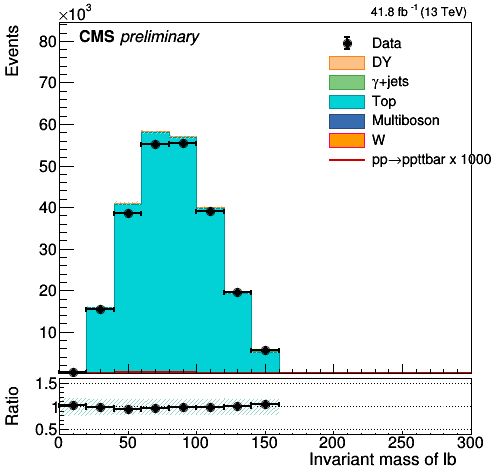 ×10³
41.8 fb⁻¹ (13 TeV)
CMS preliminary
Events
80
70
60
50
40
30
20
10
Data
DY
γ+jets
Top
Multiboson
W
pp→ppttbar x 1000
Ratio
1.5
1
0.5
0 50 100 150 200 250 300
Invariant mass of lb